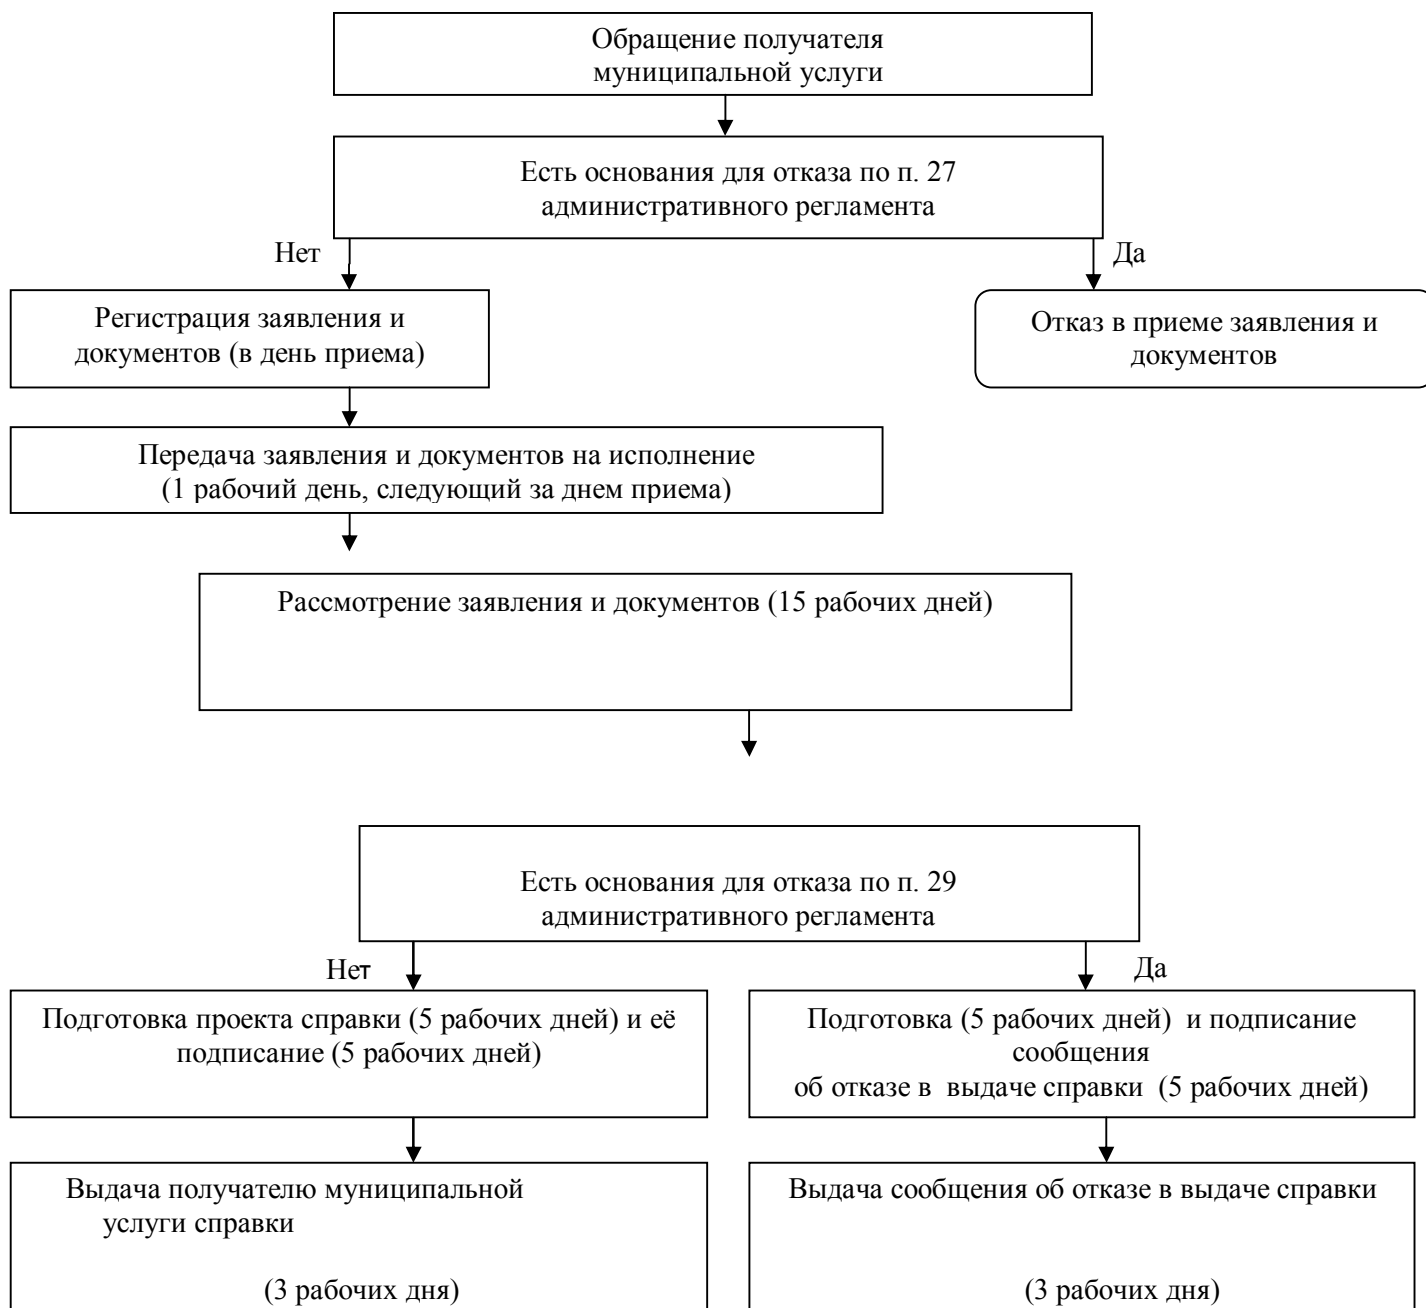 Обращение получателя
муниципальной услуги
Есть основания для отказа по п. 27
административного регламента
Нет
Да
Регистрация заявления и
документов (в день приема)
Отказ в приеме заявления и
документов
Передача заявления и документов на исполнение
(1 рабочий день, следующий за днем приема)
Рассмотрение заявления и документов (15 рабочих дней)
Есть основания для отказа по п. 29
административного регламента
Нет
Да
Подготовка проекта справки (5 рабочих дней) и её
подписание (5 рабочих дней)
Подготовка (5 рабочих дней)  и подписание
сообщения
об отказе в  выдаче справки  (5 рабочих дней)
Выдача получателю муниципальной
услуги справки
(3 рабочих дня)
Выдача сообщения об отказе в выдаче справки
(3 рабочих дня)